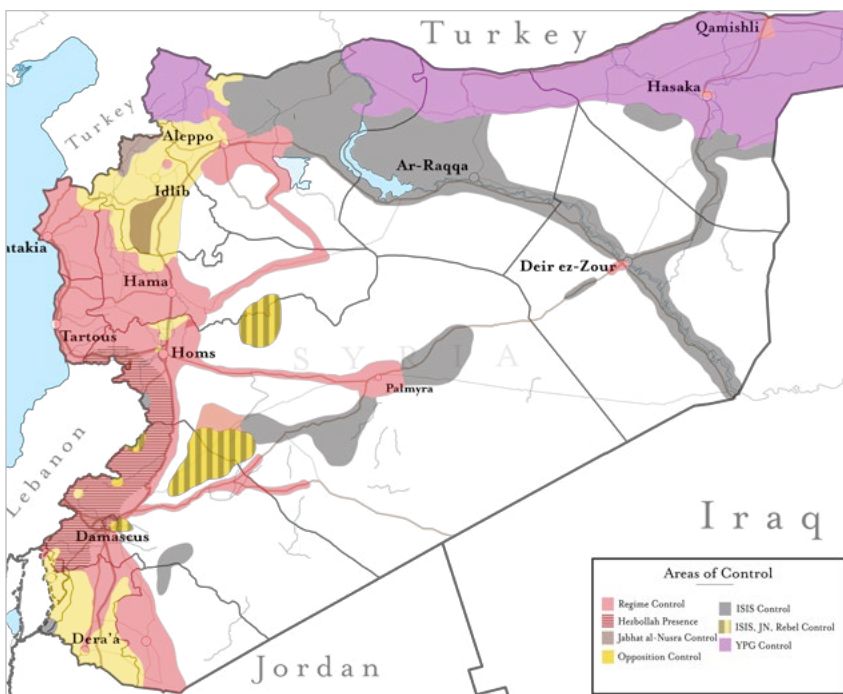 Turkey
Qamishli
Hasaka
Turkey
Aleppo
Ar-Raqqa
Idlib
atakia
Deir ez-Zour
Hama
Tartous
Homs
SYRIA
Palmyra
Lebanon
Iraq
Damascus
Dera'a
Jordan
Areas of Control
Regime Control
Hezbollah Presence
Jabhat al-Nusra Control
Opposition Control
ISIS Control
ISIS, JN, Rebel Control
YPG Control